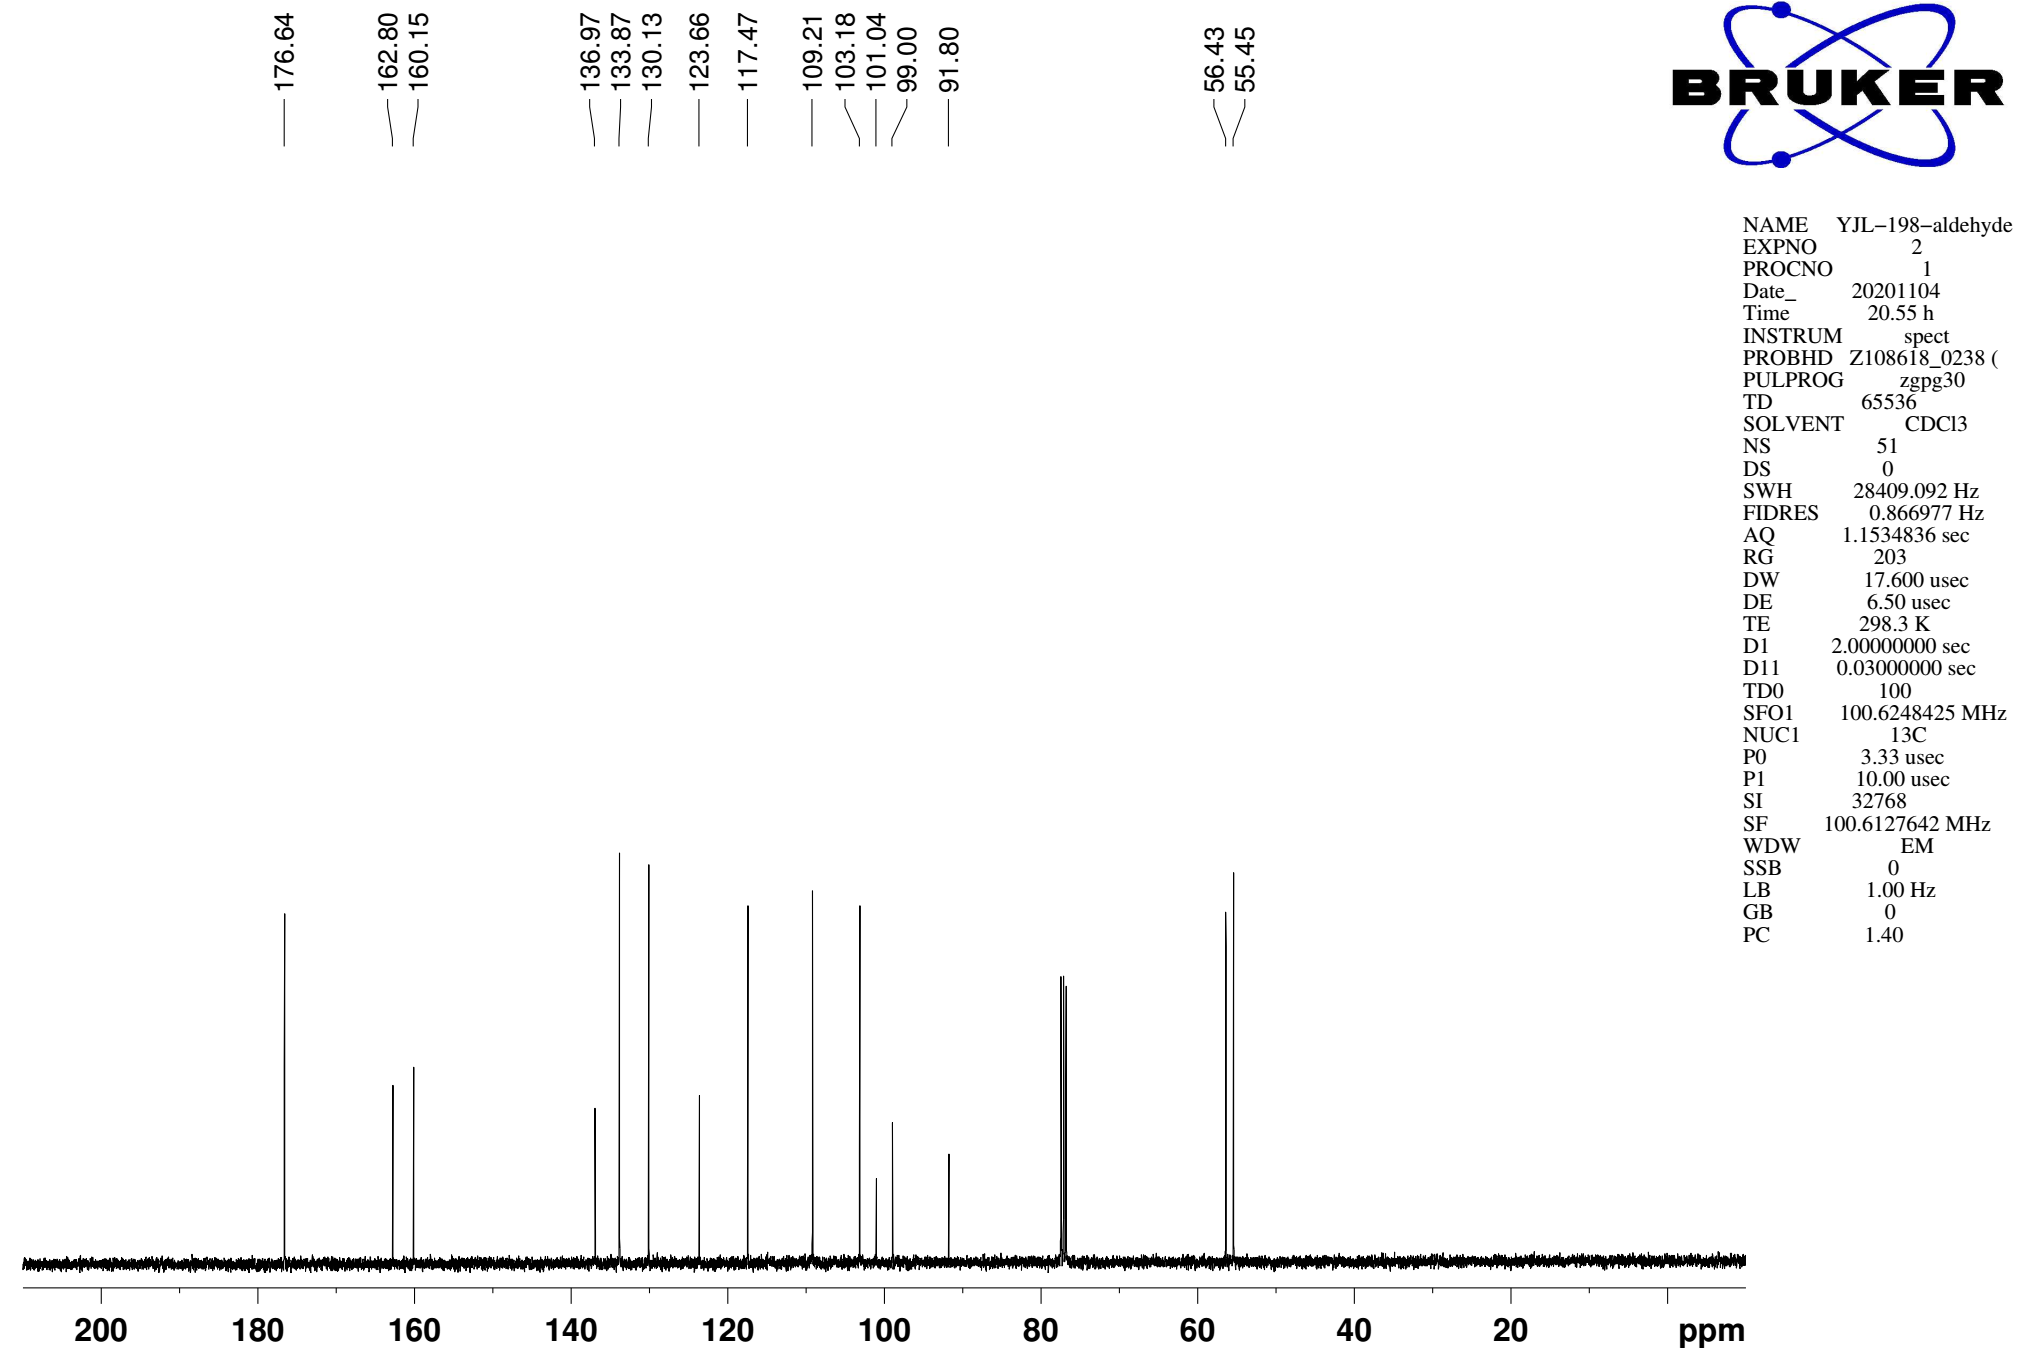 176.64
162.80
160.15
136.97
133.87
130.13
123.66
117.47
109.21
103.18
101.04
99.00
91.80
56.43
55.45
BRUKER
NAME YJL-198-aldehyde
EXPNO 2
PROCNO 1
Date_ 20201104
Time 20.55 h
INSTRUM spect
PROBHD Z108618_0238 (
PULPROG zgpg30
TD 65536
SOLVENT CDCl3
NS 51
DS 0
SWH 28409.092 Hz
FIDRES 0.866977 Hz
AQ 1.1534836 sec
RG 203
DW 17.600 usec
DE 6.50 usec
TE 298.3 K
D1 2.00000000 sec
D11 0.03000000 sec
TD0 100
SFO1 100.6248425 MHz
NUC1 13C
P0 3.33 usec
P1 10.00 usec
SI 32768
SF 100.6127642 MHz
WDW EM
SSB 0
LB 1.00 Hz
GB 0
PC 1.40
200 180 160 140 120 100 80 60 40 20 ppm